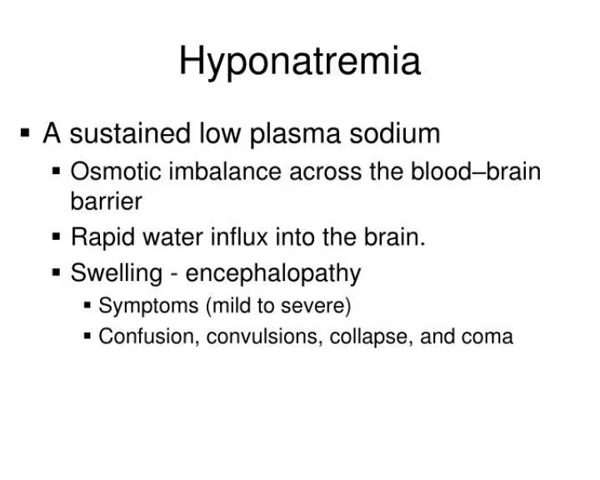 Hyponatremia
▪ A sustained low plasma sodium
▪ Osmotic imbalance across the blood–brain
barrier
▪ Rapid water influx into the brain.
▪ Swelling - encephalopathy
▪ Symptoms (mild to severe)
▪ Confusion, convulsions, collapse, and coma